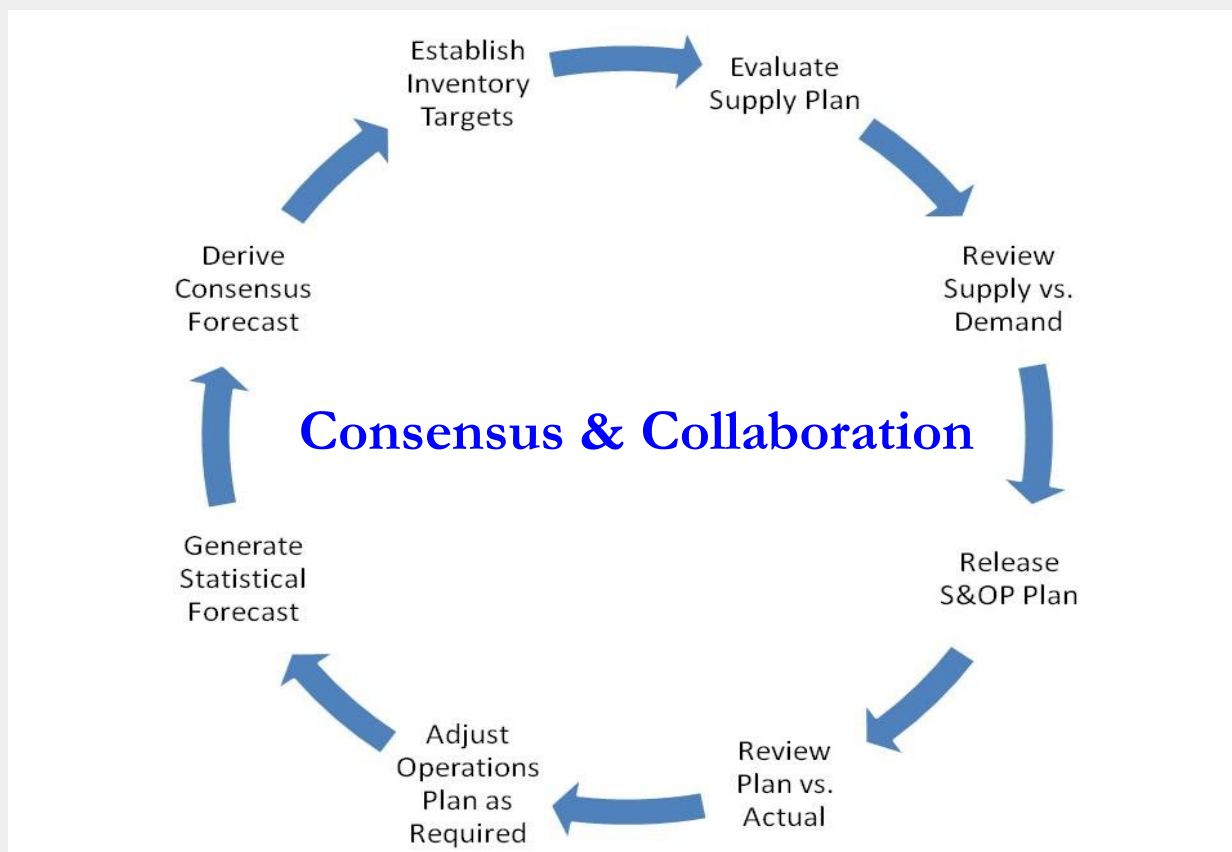 Establish
Inventory
Targets
Evaluate
Supply Plan
Review
Supply vs.
Demand
Release
S&OP Plan
Review
Plan vs.
Actual
Adjust
Operations
Plan as
Required
Generate
Statistical
Forecast
Derive
Consensus
Forecast
Consensus & Collaboration